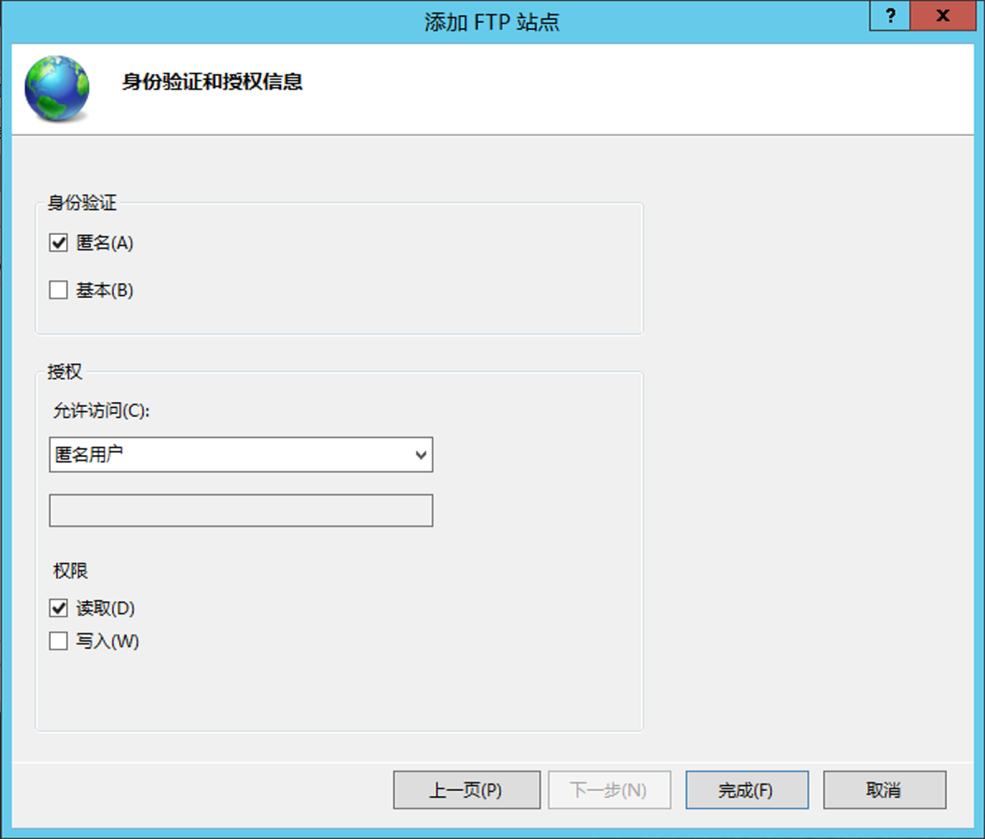 添加 FTP 站点
?
x
身份验证和授权信息
身份验证
匿名(A)
基本(B)
授权
允许访问(C):
匿名用户
权限
读取(D)
写入(W)
上一页(P) 下一步(N) 完成(F) 取消